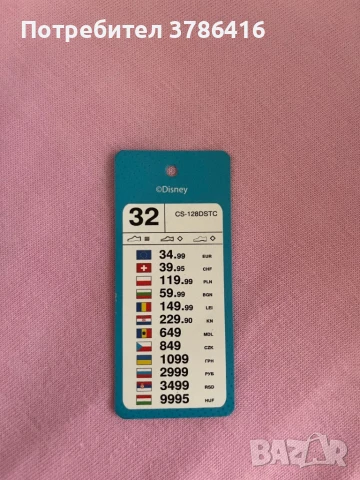 Потребител 3786416
©Disney
32 CS-128DSTC
34.99 EUR
39.95 CHF
119.99 PLN
59.99 BGN
149.99 LEI
229.90 KN
649 MDL
849 CZK
1099 ГРН
2999 РУБ
3499 RSD
9995 HUF
BAZAR